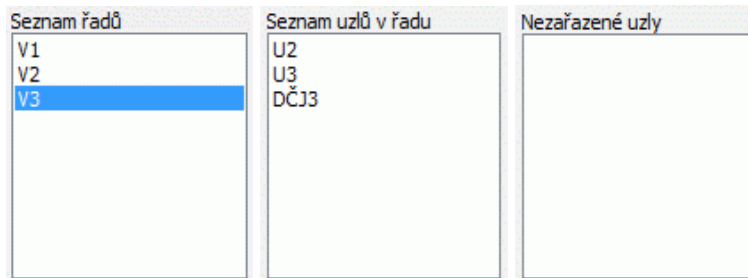 Seznam řadů
V1
V2
V3
Seznam uzlů v řadu
U2
U3
DČJ3
Nezařazené uzly